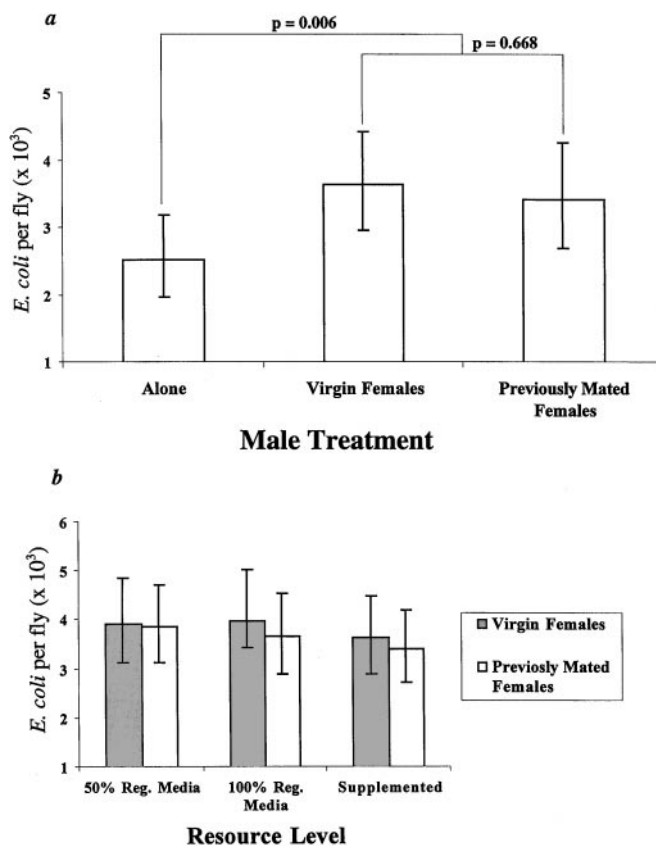 a
p = 0.006
p = 0.668
5
4
3
2
1
E. coli per fly (x 10³)
Alone
Virgin Females
Previously Mated
Females
Male Treatment
b
6
5
4
3
2
1
E. coli per fly (x 10³)
Virgin Females
Previosly Mated
Females
50% Reg. Media
100% Reg.
Media
Supplemented
Resource Level